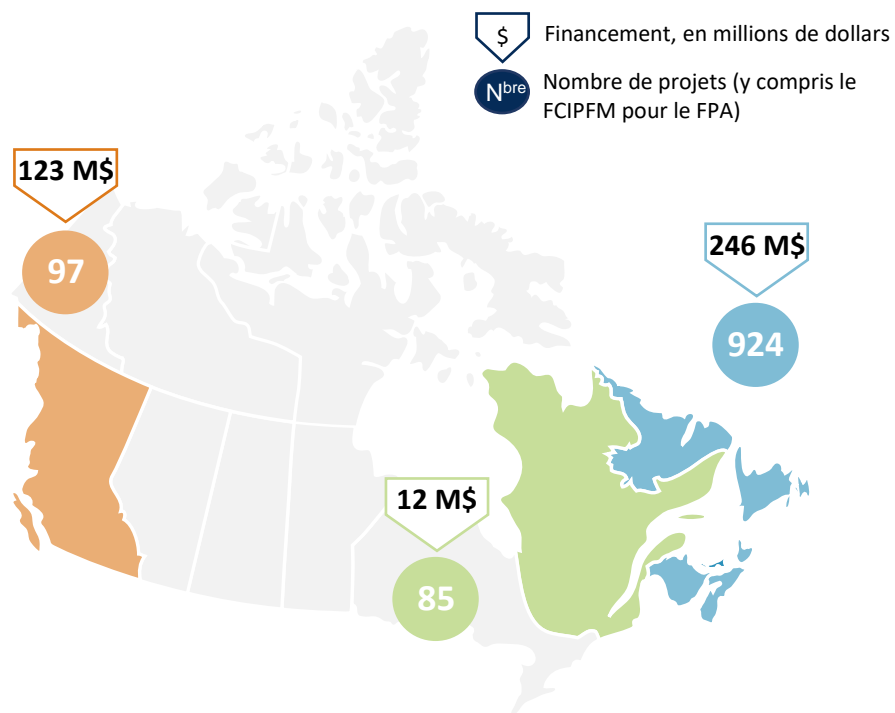 $
Financement, en millions de dollars
Nbre
Nombre de projets (y compris le
FCIPFM pour le FPA)
123 M$
97
246 M$
924
12 M$
85